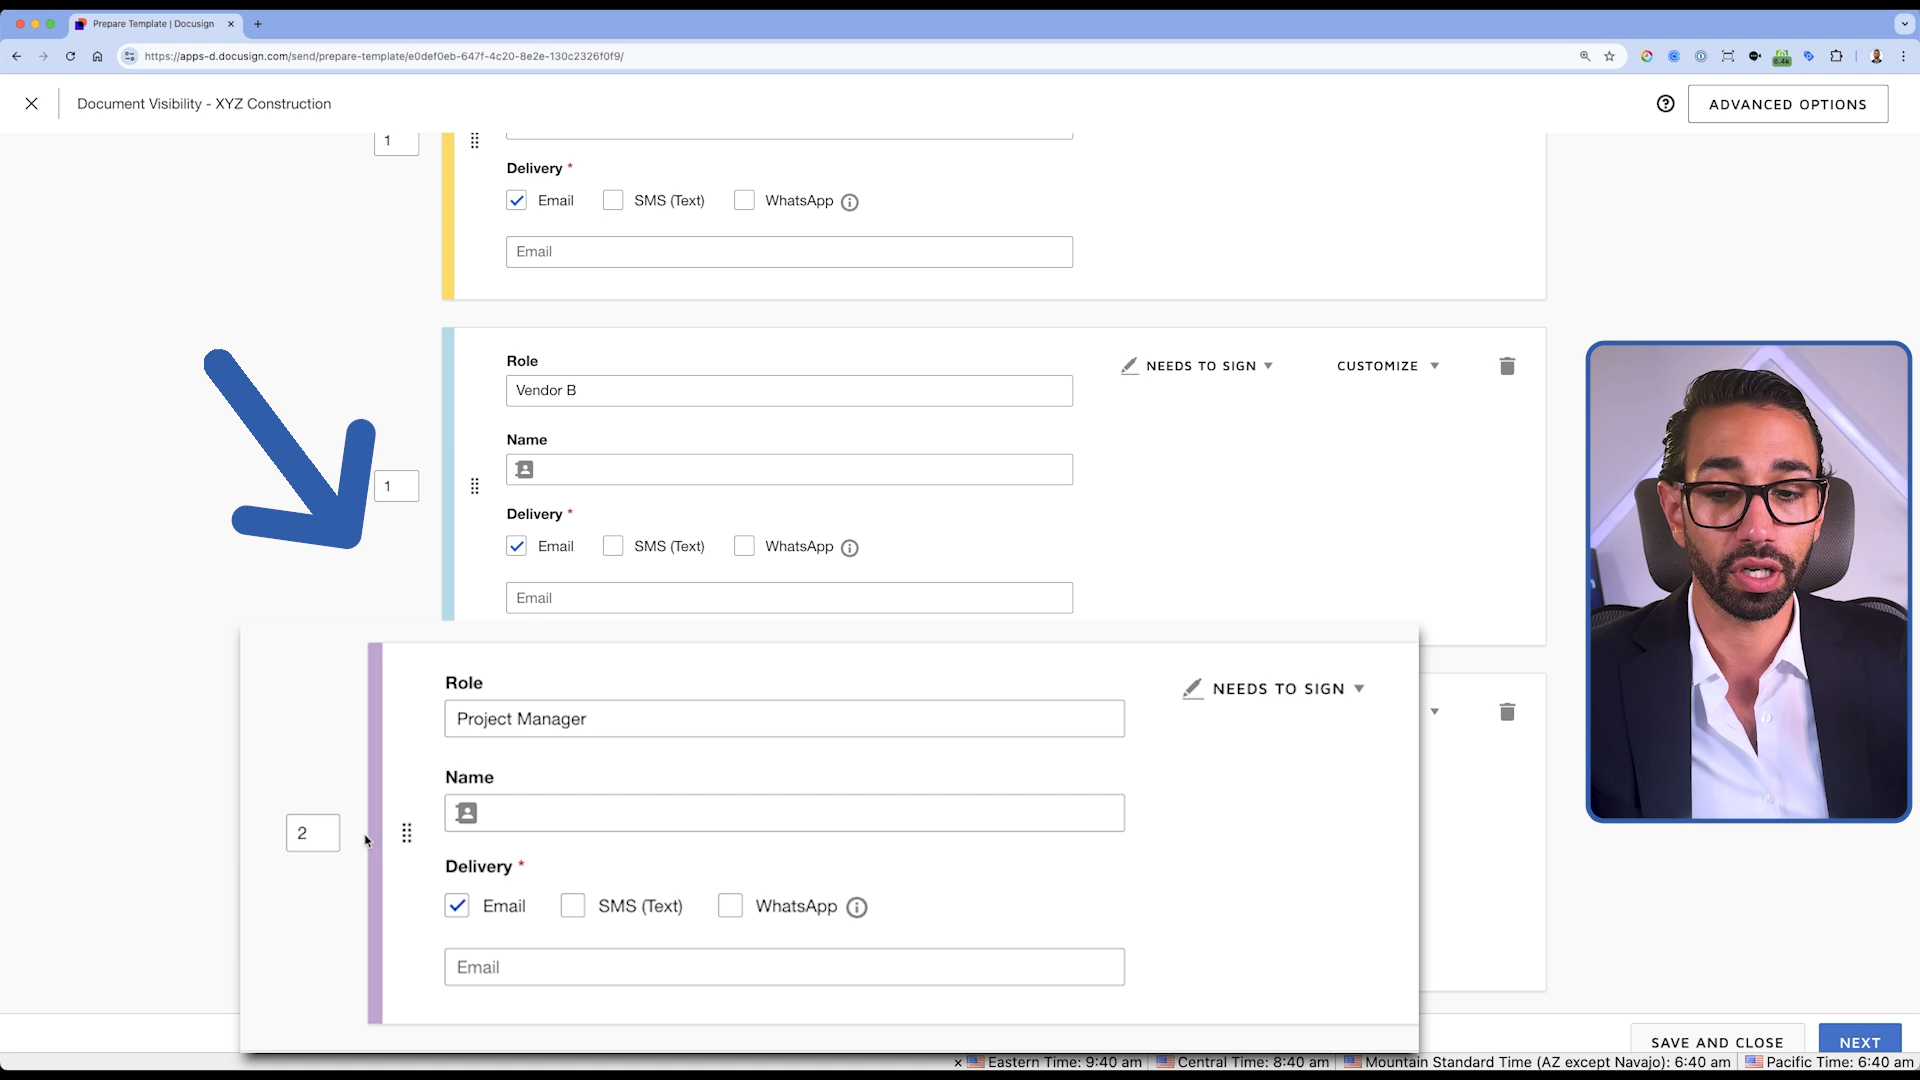 Prepare Template | Docusign
https://apps-d.docusign.com/send/prepare-template/e0def0eb-647f-4c20-8e2e-130c2326f0f9/
6.4k
Document Visibility - XYZ Construction
ADVANCED OPTIONS
1
Delivery *
Email SMS (Text) WhatsApp
Email
Role
NEEDS TO SIGN CUSTOMIZE
Vendor B
Name
1
Delivery *
Email SMS (Text) WhatsApp
Email
Role
NEEDS TO SIGN
Project Manager
Name
2
Delivery *
Email SMS (Text) WhatsApp
Email
SAVE AND CLOSE NEXT
× Eastern Time: 9:40 am Central Time: 8:40 am Mountain Standard Time (AZ except Navajo): 6:40 am Pacific Time: 6:40 am